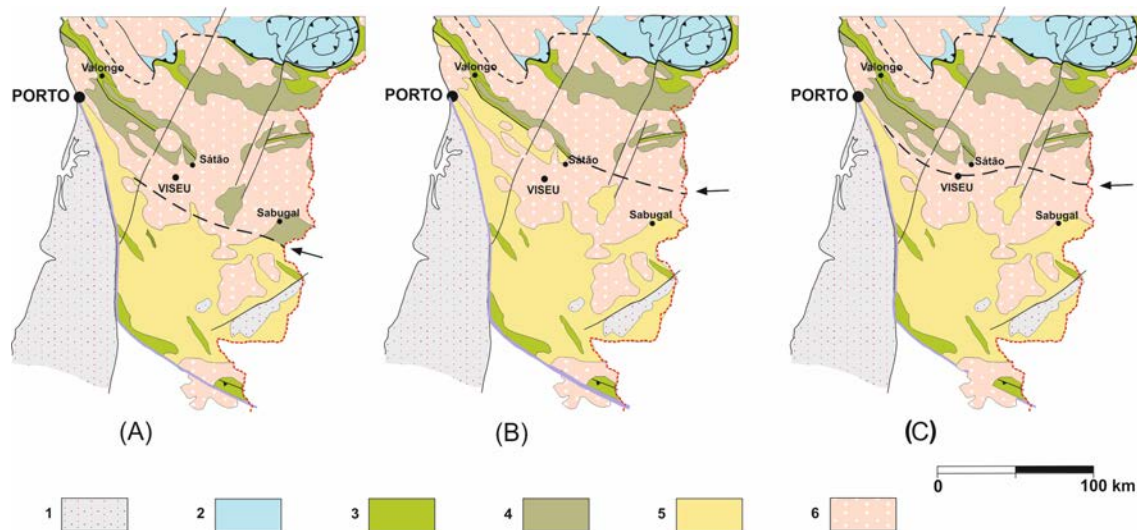 Valongo
PORTO
Sátão
VISEU
Sabugal
(A)
Valongo
PORTO
Sátão
VISEU
Sabugal
(B)
Valongo
PORTO
Sátão
VISEU
Sabugal
(C)
1 2 3 4 5 6
0 100 km